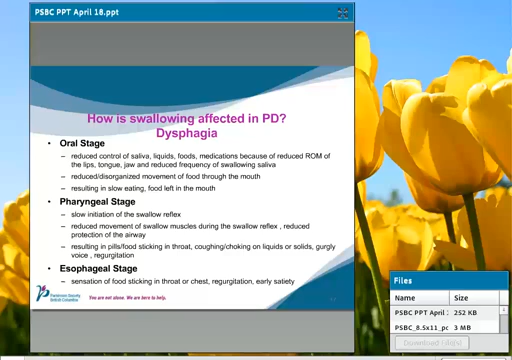 PSBC PPT April 18.ppt
How is swallowing affected in PD?
Dysphagia
• Oral Stage
– reduced control of saliva, liquids, foods, medications because of reduced ROM of
the lips, tongue, jaw and reduced frequency of swallowing saliva
– reduced/disorganized movement of food through the mouth
– resulting in slow eating, food left in the mouth
• Pharyngeal Stage
– slow initiation of the swallow reflex
– reduced movement of swallow muscles during the swallow reflex , reduced
protection of the airway
– resulting in pills/food sticking in throat, coughing/choking on liquids or solids, gurgly
voice , regurgitation
• Esophageal Stage
– sensation of food sticking in throat or chest, regurgitation, early satiety
Parkinson Society
British Columbia
You are not alone. We are here to help.
Files
Name Size
PSBC PPT April 252 KB
PSBC_8.5x11_pc 3 MB
Download File(s)